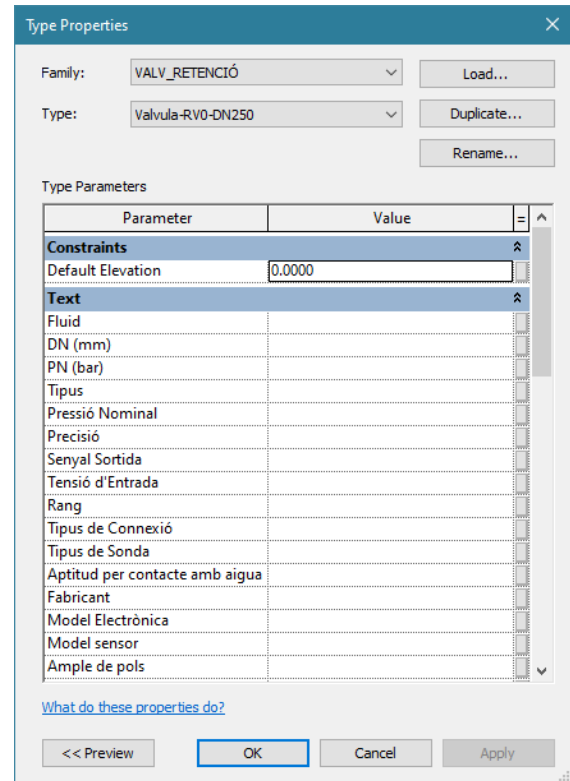 Type Properties
Family: VALV_RETENCIÓ Load...
Type: Valvula-RV0-DN250 Duplicate...
Rename...
Type Parameters
Parameter Value =
Constraints
Default Elevation 0.0000
Text
Fluid
DN (mm)
PN (bar)
Tipus
Pressió Nominal
Precisió
Senyal Sortida
Tensió d'Entrada
Rang
Tipus de Connexió
Tipus de Sonda
Aptitud per contacte amb aigua
Fabricant
Model Electrònica
Model sensor
Ample de pols
What do these properties do?
<< Preview OK Cancel Apply